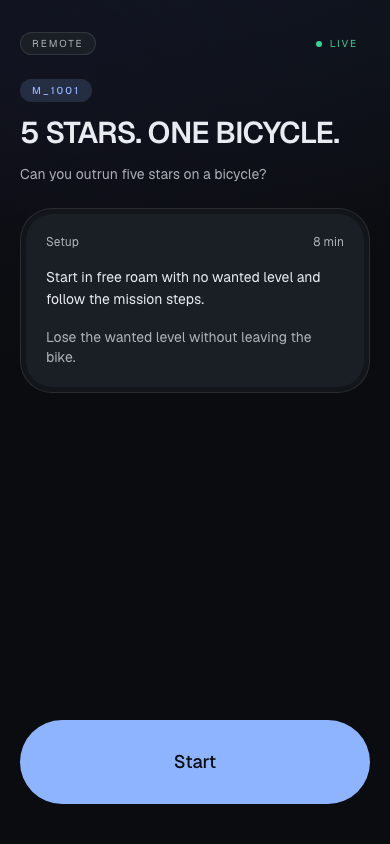 REMOTE
LIVE
M_1001
5 STARS. ONE BICYCLE.
Can you outrun five stars on a bicycle?
Setup
8 min
Start in free roam with no wanted level and
follow the mission steps.
Lose the wanted level without leaving the
bike.
Start